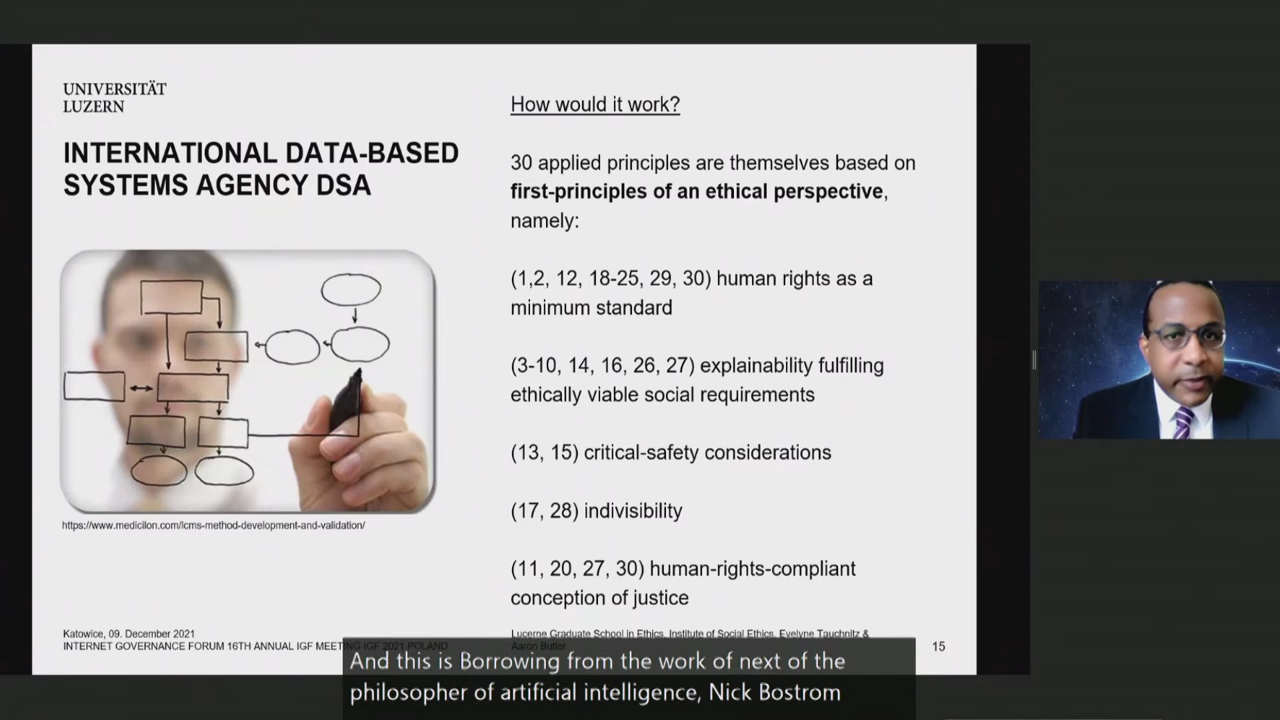 UNIVERSITÄT
LUZERN
INTERNATIONAL DATA-BASED
SYSTEMS AGENCY DSA
https://www.medicilon.com/lcms-method-development-and-validation/
How would it work?
30 applied principles are themselves based on
first-principles of an ethical perspective,
namely:
(1,2, 12, 18-25, 29, 30) human rights as a
minimum standard
(3-10, 14, 16, 26, 27) explainability fulfilling
ethically viable social requirements
(13, 15) critical-safety considerations
(17, 28) indivisibility
(11, 20, 27, 30) human-rights-compliant
conception of justice
Katowice, 09. December 2021
INTERNET GOVERNANCE FORUM 16TH ANNUAL IGF MEETING IGF 2021 POLAND
Lucerne Graduate School in Ethics, Institute of Social Ethics, Evelyne Tauchnitz &
Aaron Butler
15
And this is Borrowing from the work of next of the
philosopher of artificial intelligence, Nick Bostrom